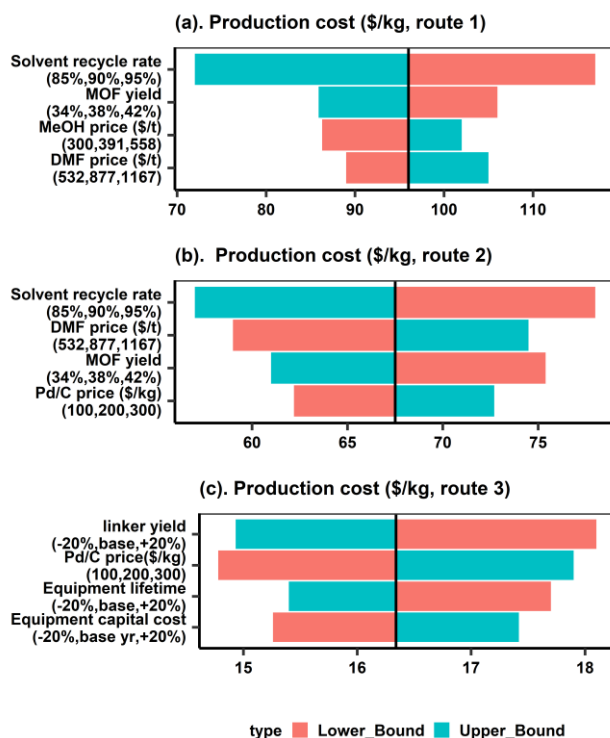 (a). Production cost ($/kg, route 1)
Solvent recycle rate
(85%,90%,95%)
MOF yield
(34%,38%,42%)
MeOH price ($/t)
(300,391,558)
DMF price ($/t)
(532,877,1167)
70 80 90 100 110
(b). Production cost ($/kg, route 2)
Solvent recycle rate
(85%,90%,95%)
DMF price ($/t)
(532,877,1167)
MOF yield
(34%,38%,42%)
Pd/C price ($/kg)
(100,200,300)
60 65 70 75
(c). Production cost ($/kg, route 3)
linker yield
(-20%,base,+20%)
Pd/C price($/kg)
(100,200,300)
Equipment lifetime
(-20%,base,+20%)
Equipment capital cost
(-20%,base yr,+20%)
15 16 17 18
type Lower_Bound Upper_Bound